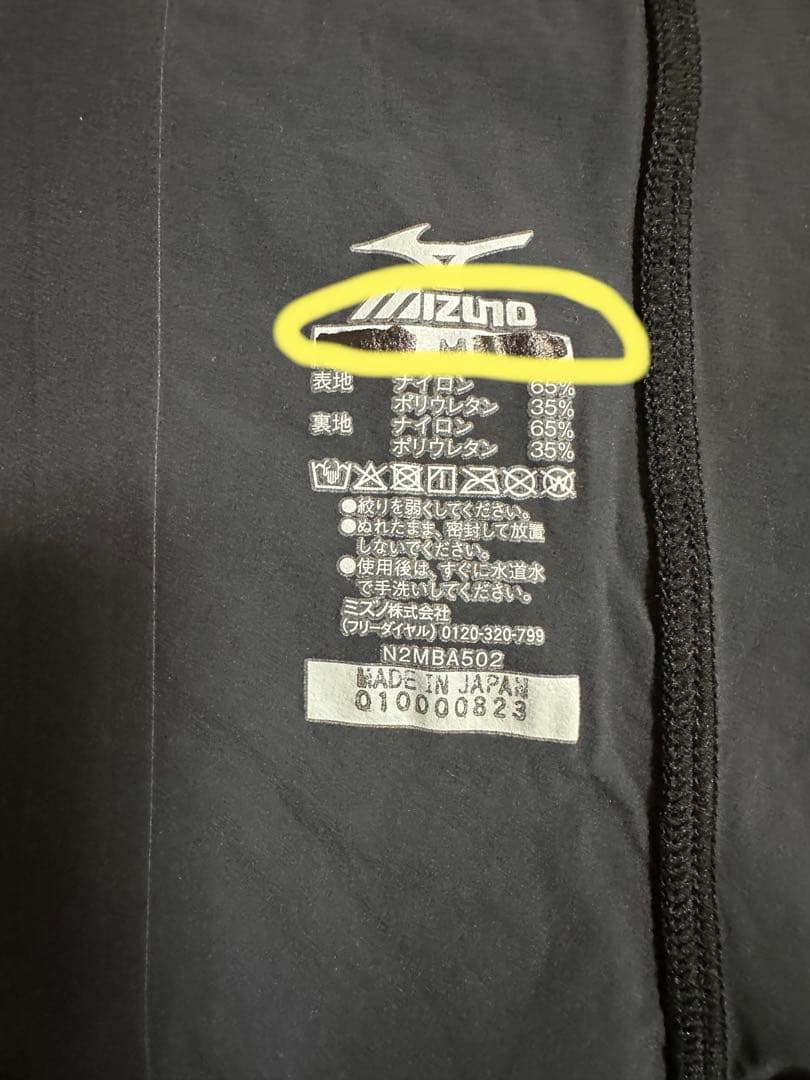 MIZUNO
M
表地 ナイロン 65%
ポリウレタン 35%
裏地 ナイロン 65%
ポリウレタン 35%
●絞りを弱くしてください。
●ぬれたまま、密封して放置
しないでください。
●使用後は、すぐに水道水
で手洗いしてください。
ミズノ株式会社
(フリーダイヤル) 0120-320-799
N2MBA502
MADE IN JAPAN
010000823